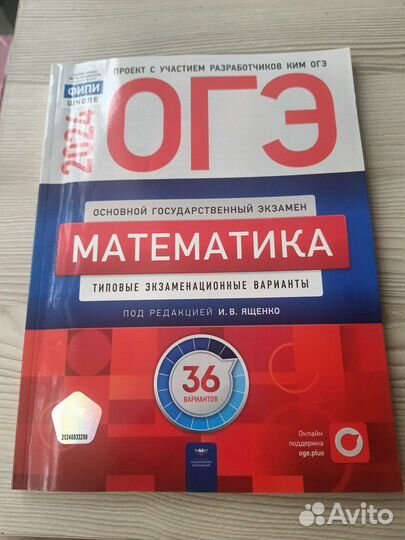 ПРОЕКТ С УЧАСТИЕМ РАЗРАБОТЧИКОВ КИМ ОГЭ
ФИПИ
ШКОЛЕ
2024
ОГЭ
ОСНОВНОЙ ГОСУДАРСТВЕННЫЙ ЭКЗАМЕН
МАТЕМАТИКА
ТИПОВЫЕ ЭКЗАМЕНАЦИОННЫЕ ВАРИАНТЫ
ПОД РЕДАКЦИЕЙ И. В. ЯЩЕНКО
36
ВАРИАНТОВ
20240933298
Онлайн
поддержка
oge.plus
Avito